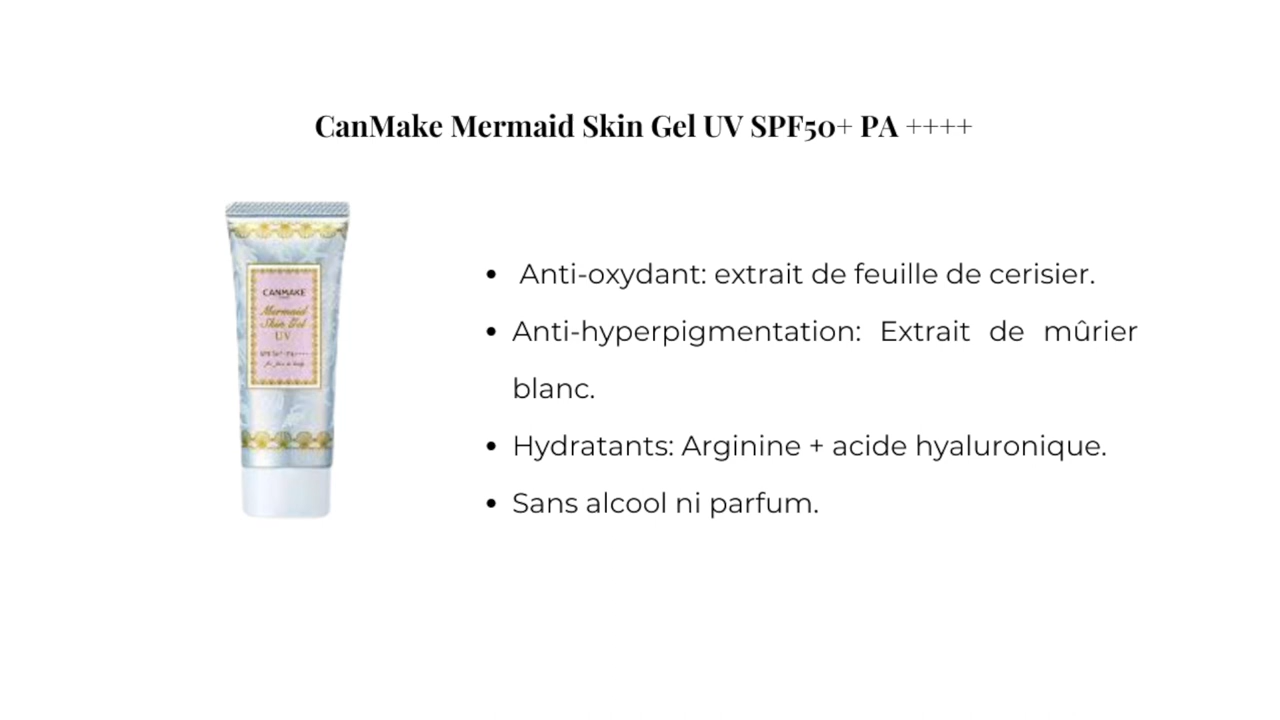 CanMake Mermaid Skin Gel UV SPF50+ PA ++++
CANMAKE
Mermaid
Skin Gel
UV
• Anti-oxydant: extrait de feuille de cerisier.
• Anti-hyperpigmentation: Extrait de mûrier
blanc.
• Hydratants: Arginine + acide hyaluronique.
• Sans alcool ni parfum.